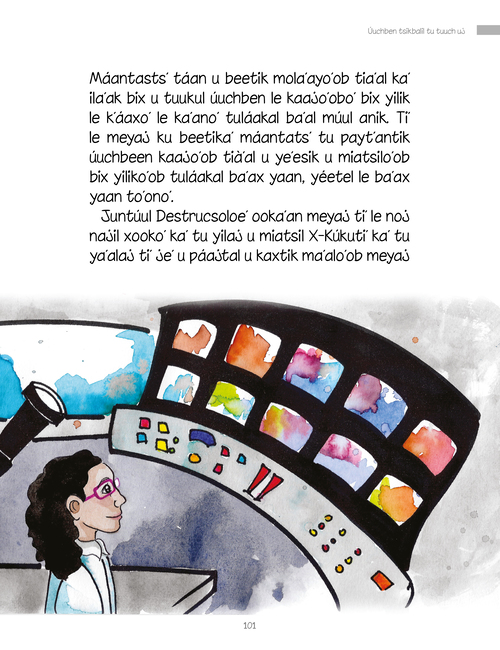 Úuchben tsikbalil tu tuuch uj
Máantasts' táan u beetik mola'ayo'ob tia'al ka'
ila'ak bix u tuukul úuchben le kaajo'obo' bix yilik
le k'áaxo' le ka'ano' tuláakal ba'al múul anik. Ti'
le meyaj ku beetika' máantats' tu payt'antik
úuchbeen kaajo'ob tia'al u ye'esik u miatsilo'ob
bix yiliko'ob tuláakal ba'ax yaan, yéetel le ba'ax
yaan to'ono'.
Juntúul Destrucsoloe' ooka'an meyaj ti' le noj
najil xooko' ka' tu yilaj u miatsil X-Kúkuti' ka' tu
ya'alaj ti' je' u páajtal u kaxtik ma'alo'ob meyaj
101